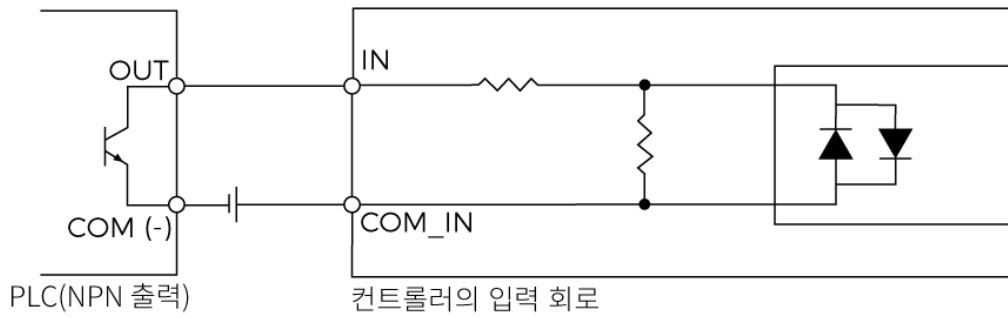 IN
OUT
COM (-)
COM_IN
PLC(NPN 출력)
컨트롤러의 입력 회로